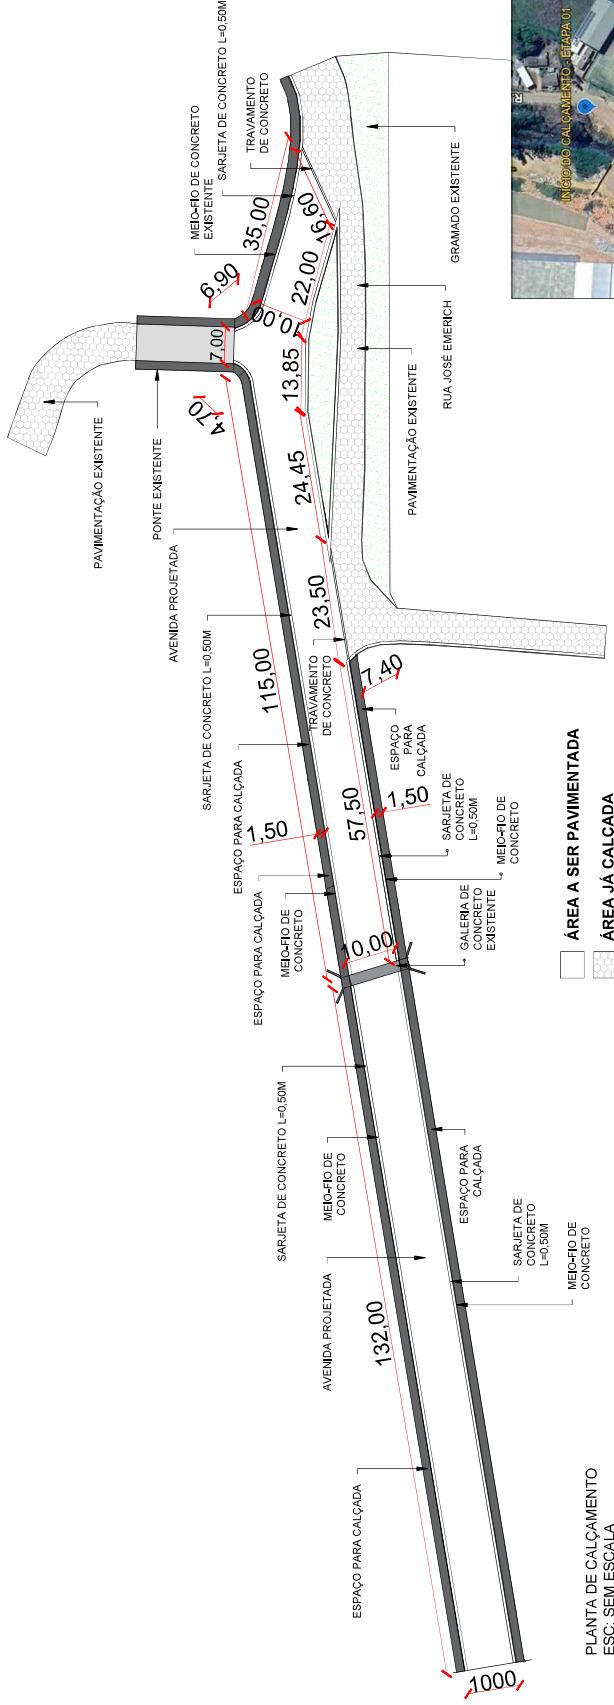 PAVIMENTAÇÃO EXISTENTE
PONTE EXISTENTE
AVENIDA PROJETADA
SARJETA DE CONCRETO L=0,50M
ESPAÇO PARA CALÇADA
ESPAÇO PARA CALÇADA
MEIO-FIO DE
CONCRETO
SARJETA DE CONCRETO L=0,50M
MEIO-FIO DE
CONCRETO
AVENIDA PROJETADA
ESPAÇO PARA CALÇADA
MEIO-FIO DE CONCRETO
EXISTENTE
SARJETA DE CONCRETO L=0,50M
TRAVAMENTO
DE CONCRETO
6,90
35,00
16,60
22,00
10,00
7,00
4,70
13,85
24,45
23,50
115,00
TRAVAMENTO
DE CONCRETO
7,40
57,50
1,50
1,50
10,00
132,00
1000
GRAMADO EXISTENTE
RUA JOSÉ EMERICH
PAVIMENTAÇÃO EXISTENTE
ESPAÇO
PARA
CALÇADA
SARJETA DE
CONCRETO
L=0,50M
MEIO-FIO DE
CONCRETO
GALERIA DE
CONCRETO
EXISTENTE
ESPAÇO PARA
CALÇADA
SARJETA DE
CONCRETO
L=0,50M
MEIO-FIO DE
CONCRETO
INÍCIO DO CALÇAMENTO - ETAPA 01
ÁREA A SER PAVIMENTADA
ÁREA JÁ CALÇADA
PLANTA DE CALÇAMENTO
ESC: SEM ESCALA